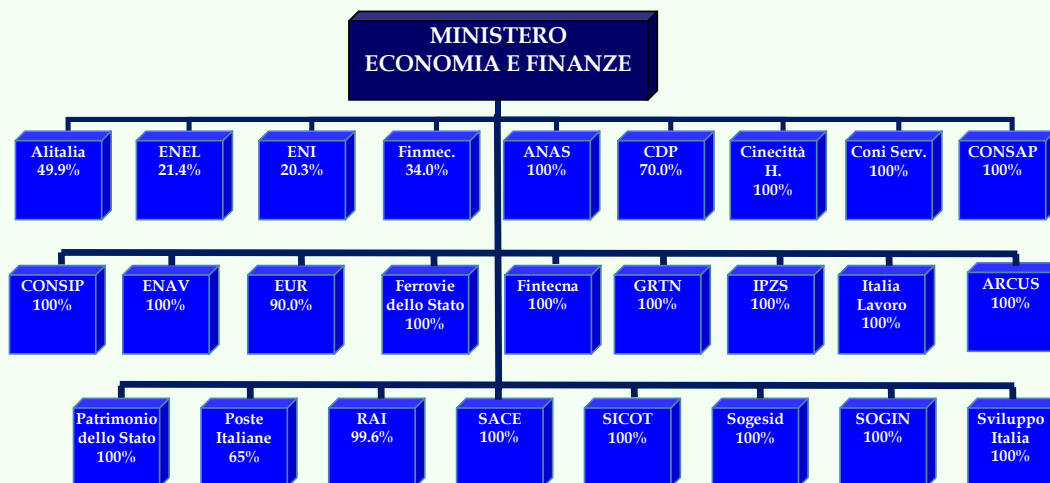 MINISTERO
ECONOMIA E FINANZE
Alitalia
49.9%
ENEL
21.4%
ENI
20.3%
Finmec.
34.0%
ANAS
100%
CDP
70.0%
Cinecittà
H.
100%
Coni Serv.
100%
CONSAP
100%
CONSIP
100%
ENAV
100%
EUR
90.0%
Ferrovie
dello Stato
100%
Fintecna
100%
GRTN
100%
IPZS
100%
Italia
Lavoro
100%
ARCUS
100%
Patrimonio
dello Stato
100%
Poste
Italiane
65%
RAI
99.6%
SACE
100%
SICOT
100%
Sogesid
100%
SOGIN
100%
Sviluppo
Italia
100%